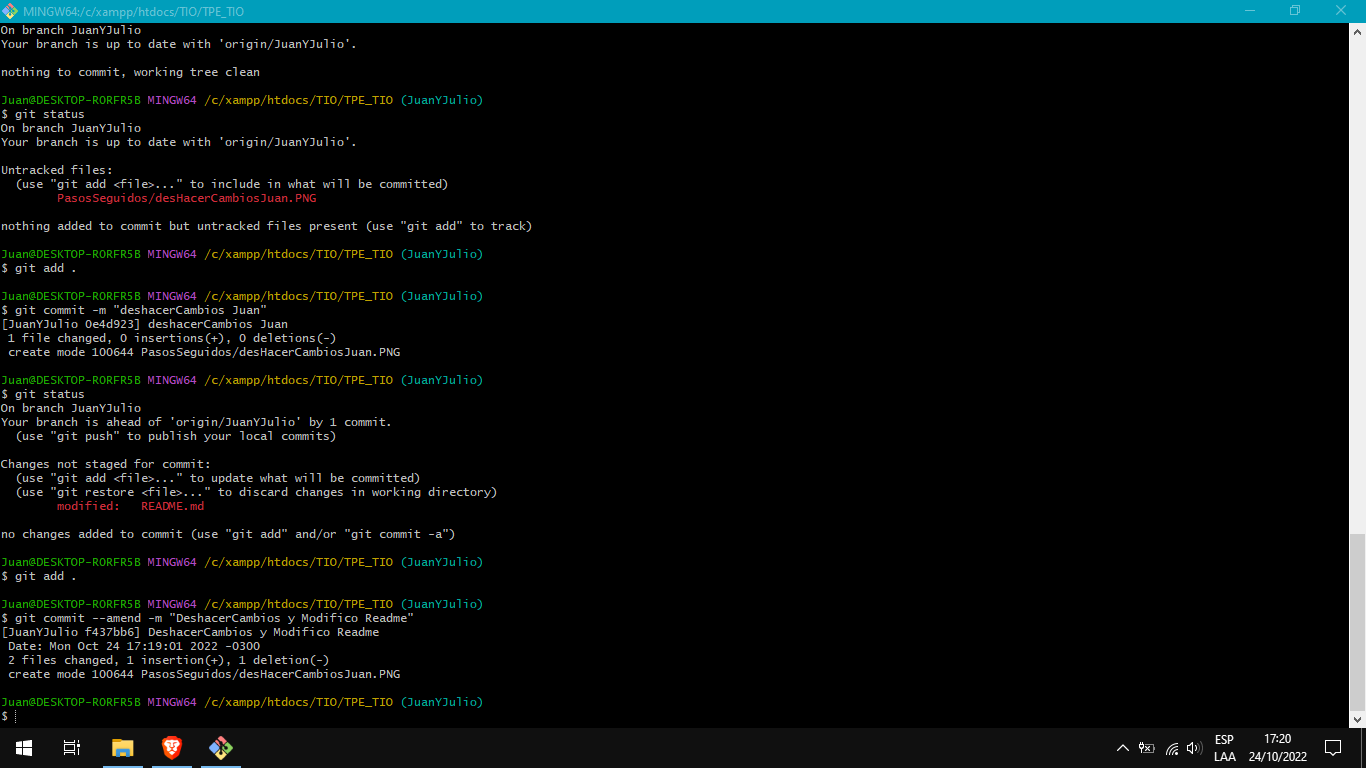 MINGW64:/c/xampp/htdocs/TIO/TPE_TIO
On branch JuanYJulio
Your branch is up to date with 'origin/JuanYJulio'.
nothing to commit, working tree clean
Juan@DESKTOP-RORFR5B MINGW64 /c/xampp/htdocs/TIO/TPE_TIO (JuanYJulio)
$ git status
On branch JuanYJulio
Your branch is up to date with 'origin/JuanYJulio'.
Untracked files:
(use "git add <file>..." to include in what will be committed)
PasosSeguidos/desHacerCambiosJuan.PNG
nothing added to commit but untracked files present (use "git add" to track)
Juan@DESKTOP-RORFR5B MINGW64 /c/xampp/htdocs/TIO/TPE_TIO (JuanYJulio)
$ git add .
Juan@DESKTOP-RORFR5B MINGW64 /c/xampp/htdocs/TIO/TPE_TIO (JuanYJulio)
$ git commit -m "deshacerCambios Juan"
[JuanYJulio 0e4d923] deshacerCambios Juan
1 file changed, 0 insertions(+), 0 deletions(-)
create mode 100644 PasosSeguidos/desHacerCambiosJuan.PNG
Juan@DESKTOP-RORFR5B MINGW64 /c/xampp/htdocs/TIO/TPE_TIO (JuanYJulio)
$ git status
On branch JuanYJulio
Your branch is ahead of 'origin/JuanYJulio' by 1 commit.
(use "git push" to publish your local commits)
Changes not staged for commit:
(use "git add <file>..." to update what will be committed)
(use "git restore <file>..." to discard changes in working directory)
modified:   README.md
no changes added to commit (use "git add" and/or "git commit -a")
Juan@DESKTOP-RORFR5B MINGW64 /c/xampp/htdocs/TIO/TPE_TIO (JuanYJulio)
$ git add .
Juan@DESKTOP-RORFR5B MINGW64 /c/xampp/htdocs/TIO/TPE_TIO (JuanYJulio)
$ git commit --amend -m "DeshacerCambios y Modifico Readme"
[JuanYJulio f437bb6] DeshacerCambios y Modifico Readme
Date: Mon Oct 24 17:19:01 2022 -0300
2 files changed, 1 insertion(+), 1 deletion(-)
create mode 100644 PasosSeguidos/desHacerCambiosJuan.PNG
Juan@DESKTOP-RORFR5B MINGW64 /c/xampp/htdocs/TIO/TPE_TIO (JuanYJulio)
$
ESP 17:20
LAA 24/10/2022